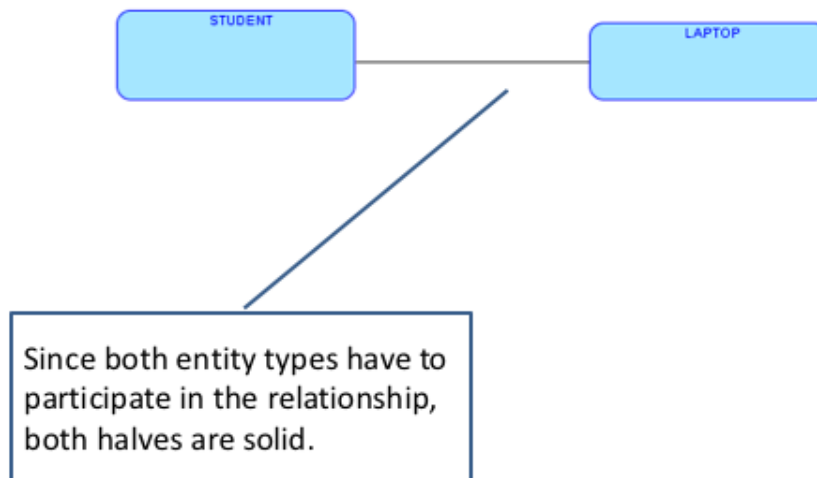 STUDENT
LAPTOP
Since both entity types have to
participate in the relationship,
both halves are solid.